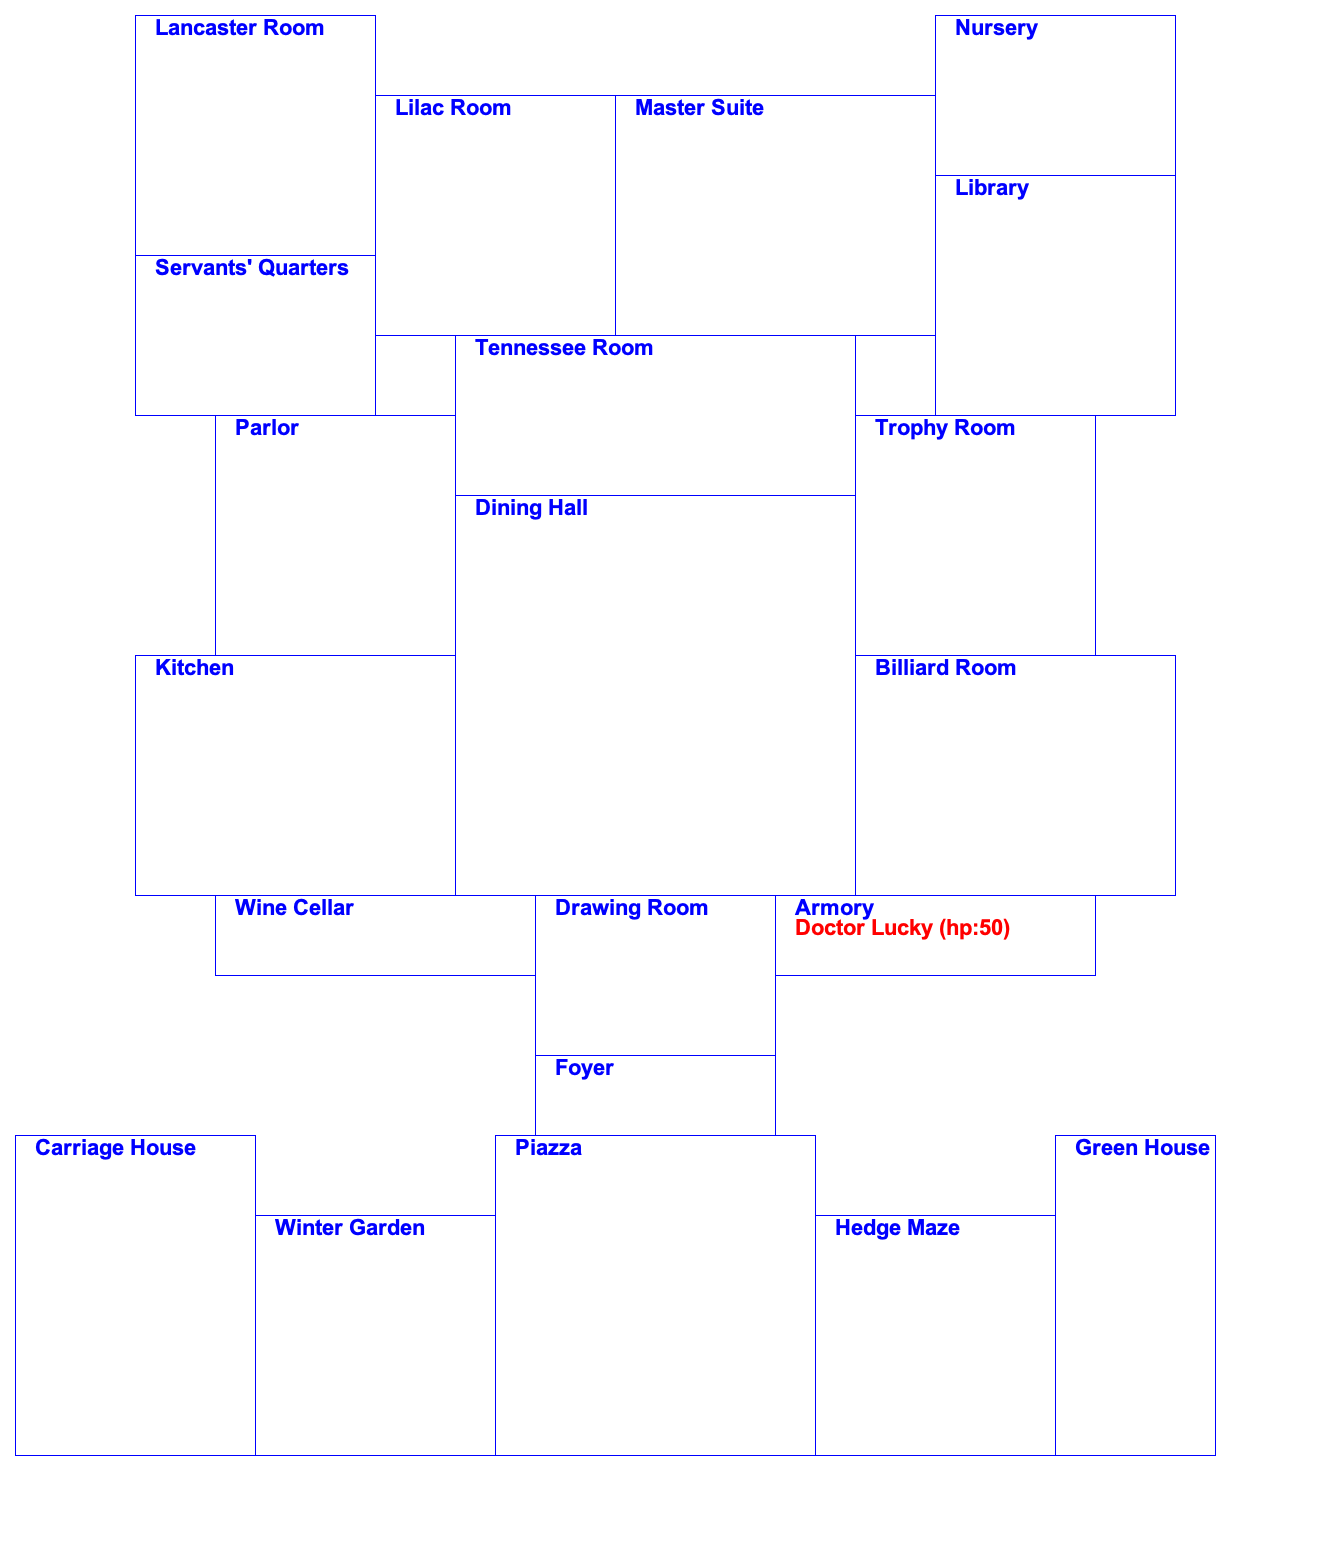 Lancaster Room
Nursery
Lilac Room
Master Suite
Library
Servants' Quarters
Tennessee Room
Parlor
Trophy Room
Dining Hall
Kitchen
Billiard Room
Wine Cellar
Drawing Room
Armory
Doctor Lucky (hp:50)
Foyer
Carriage House
Piazza
Green House
Winter Garden
Hedge Maze